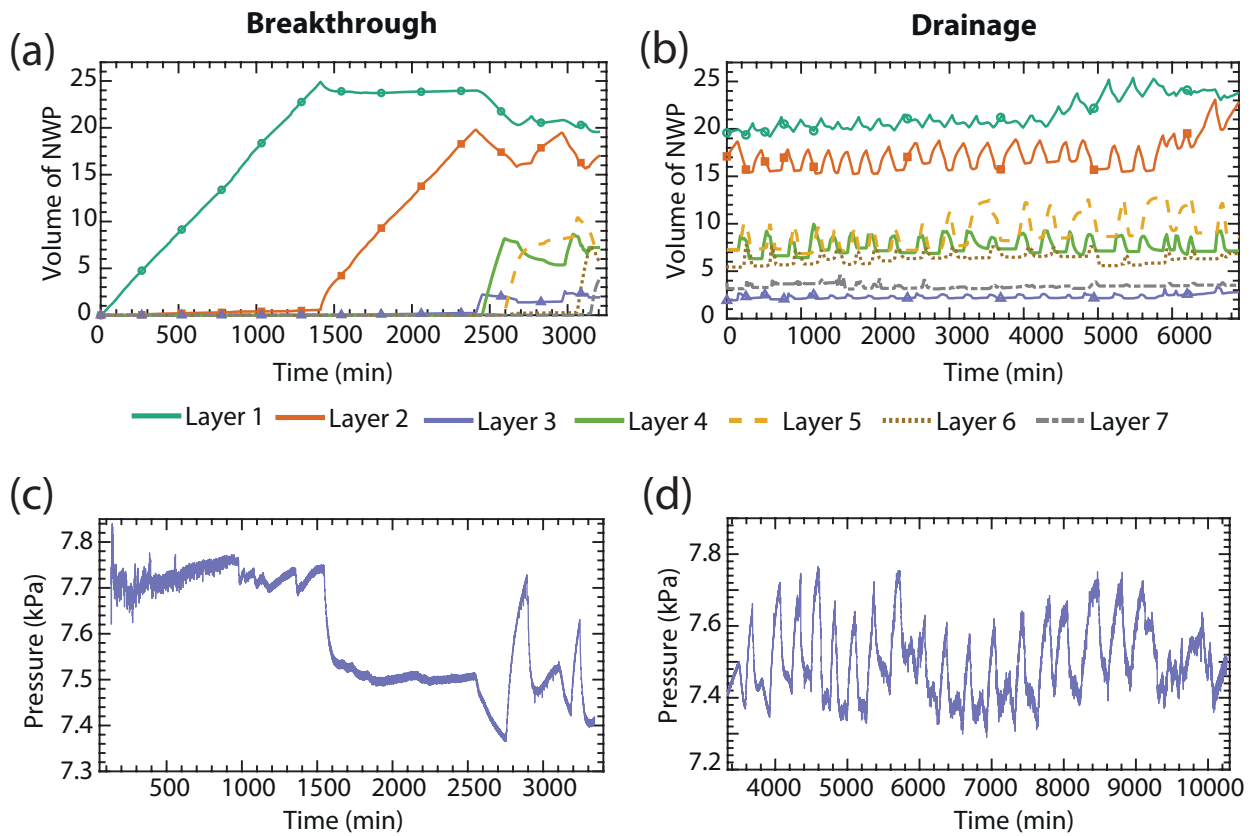 Breakthrough
Drainage
(a)
(b)
25
20
15
10
5
0
Volume of NWP
0 500 1000 1500 2000 2500 3000
Time (min)
25
20
15
10
5
0
Volume of NWP
0 1000 2000 3000 4000 5000 6000
Time (min)
Layer 1 Layer 2 Layer 3 Layer 4 Layer 5 Layer 6 Layer 7
(c)
(d)
7.8
7.7
7.6
7.5
7.4
7.3
Pressure (kPa)
500 1000 1500 2000 2500 3000
Time (min)
7.8
7.6
7.4
7.2
Pressure (kPa)
4000 5000 6000 7000 8000 9000 10000
Time (min)